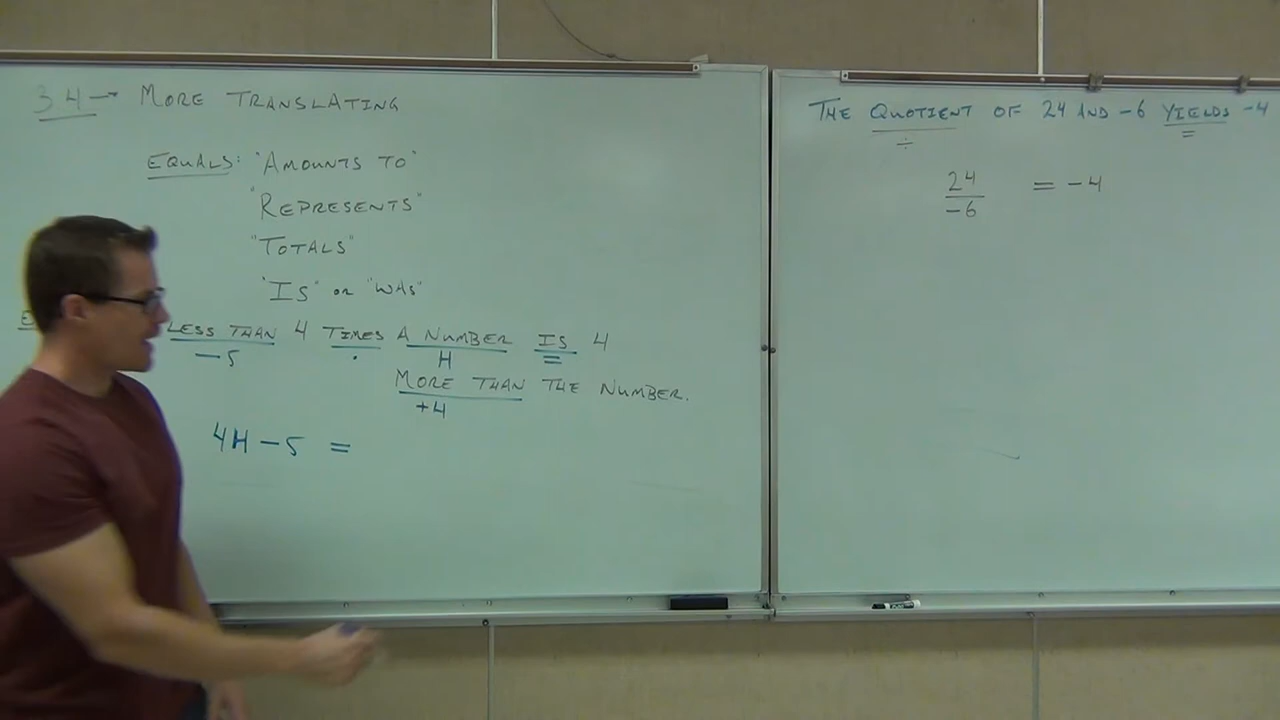 3.4 → MORE TRANSLATING
EQUALS: "AMOUNTS TO"
"REPRESENTS"
"TOTALS"
"IS" OR "WAS"
LESS THAN 4 TIMES A NUMBER IS 4
-5 · H =
MORE THAN THE NUMBER.
+4
4H - 5 =
THE QUOTIENT OF 24 AND -6 YIELDS -4
÷ =
24
= -4
-6